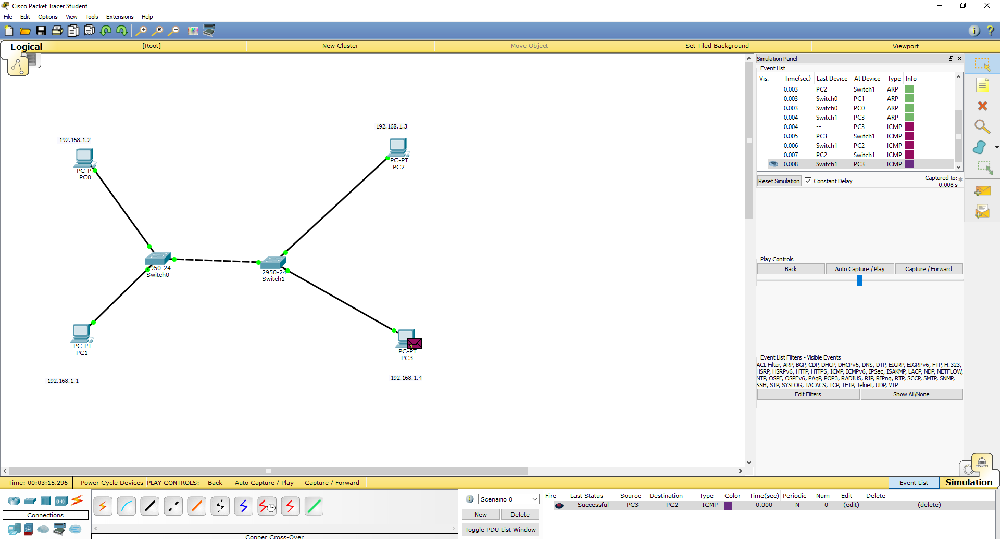 Cisco Packet Tracer Student
File Edit Options View Tools Extensions Help
Logical [Root] New Cluster Move Object Set Tiled Background Viewport
192.168.1.2
PC-PT
PC0
192.168.1.3
PC-PT
PC2
2950-24
Switch0
2950-24
Switch1
PC-PT
PC1
192.168.1.1
PC-PT
PC3
192.168.1.4
Simulation Panel
Event List
Vis. Time(sec) Last Device At Device Type Info
0.003 PC2 Switch1 ARP
0.003 Switch0 PC1 ARP
0.003 Switch0 PC0 ARP
0.004 Switch1 PC3 ARP
0.004 -- PC3 ICMP
0.005 PC3 Switch1 ICMP
0.006 Switch1 PC2 ICMP
0.007 PC2 Switch1 ICMP
0.008 Switch1 PC3 ICMP
Reset Simulation Constant Delay Captured to: *
0.008 s
Play Controls
Back Auto Capture / Play Capture / Forward
Event List Filters - Visible Events
ACL Filter, ARP, BGP, CDP, DHCP, DHCPv6, DNS, DTP, EIGRP, EIGRPv6, FTP, H.323,
HSRP, HSRPv6, HTTP, HTTPS, ICMP, ICMPv6, IPSec, ISAKMP, LACP, NDP, NETFLOW,
NTP, OSPF, OSPFv6, PAgP, POP3, RADIUS, RIP, RIPng, RTP, SCCP, SMTP, SNMP,
SSH, STP, SYSLOG, TACACS, TCP, TFTP, Telnet, UDP, VTP
Edit Filters Show All/None
Time: 00:03:15.296 Power Cycle Devices PLAY CONTROLS: Back Auto Capture / Play Capture / Forward Event List Simulation
Connections
Copper Cross-Over
Scenario 0
New Delete
Toggle PDU List Window
Fire Last Status Source Destination Type Color Time(sec) Periodic Num Edit Delete
Successful PC3 PC2 ICMP 0.000 N 0 (edit) (delete)